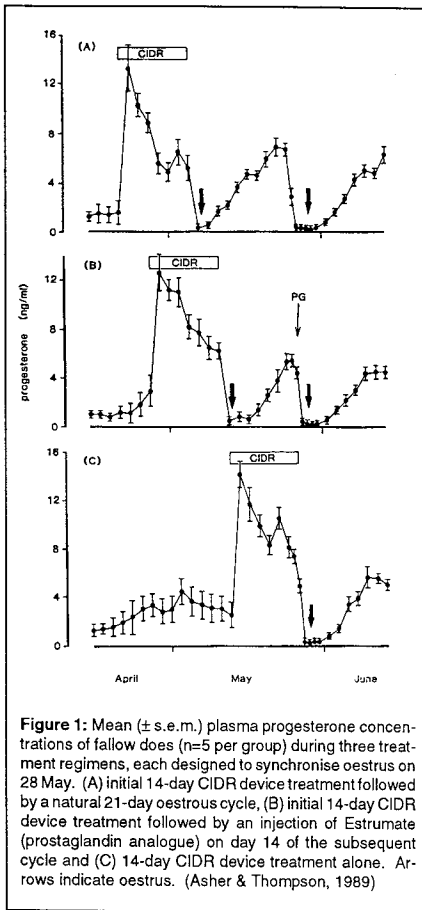 16
(A)
CIDR
12
8
4
0
(B)
CIDR
12
PG
8
4
0
progesterone (ng/ml)
(C)
CIDR
16
12
8
4
0
April May June
Figure 1: Mean (± s.e.m.) plasma progesterone concen-
trations of fallow does (n=5 per group) during three treat-
ment regimens, each designed to synchronise oestrus on
28 May. (A) initial 14-day CIDR device treatment followed
by a natural 21-day oestrous cycle, (B) initial 14-day CIDR
device treatment followed by an injection of Estrumate
(prostaglandin analogue) on day 14 of the subsequent
cycle and (C) 14-day CIDR device treatment alone. Ar-
rows indicate oestrus. (Asher & Thompson, 1989)